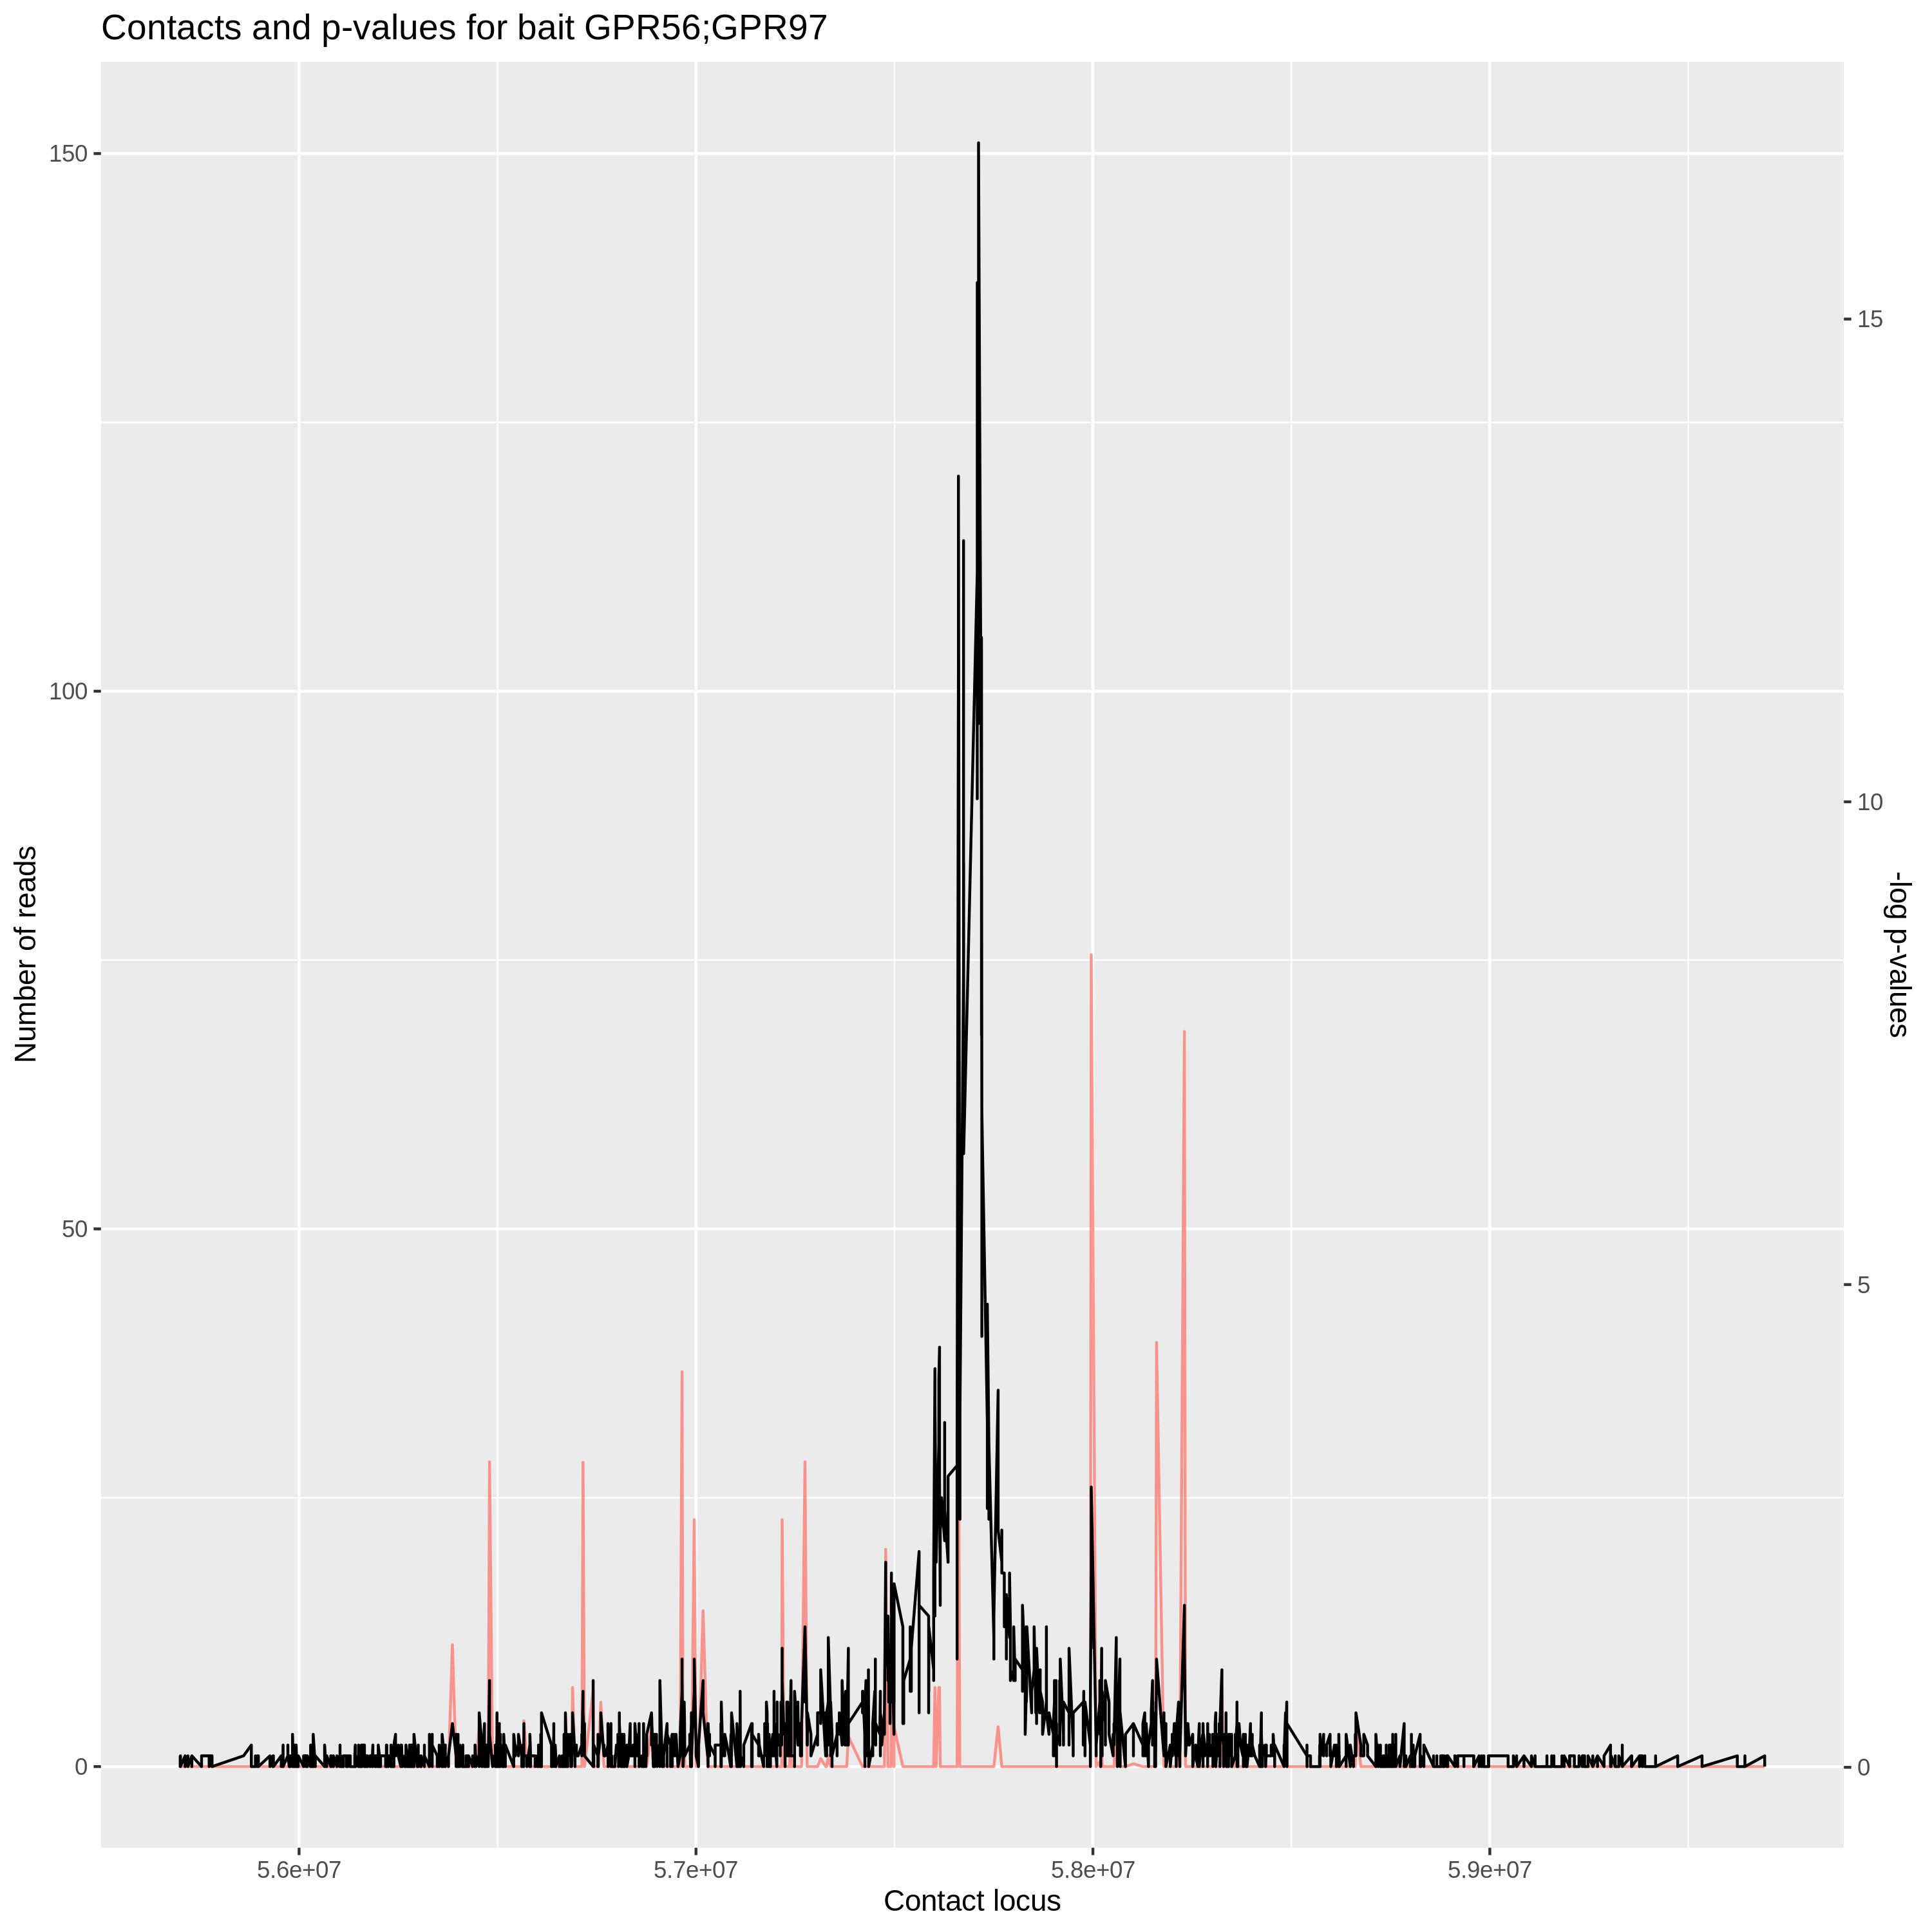 Contacts and p-values for bait GPR56;GPR97
150
100
50
0
Number of reads
15
10
5
0
-log p-values
5.6e+07
5.7e+07
5.8e+07
5.9e+07
Contact locus